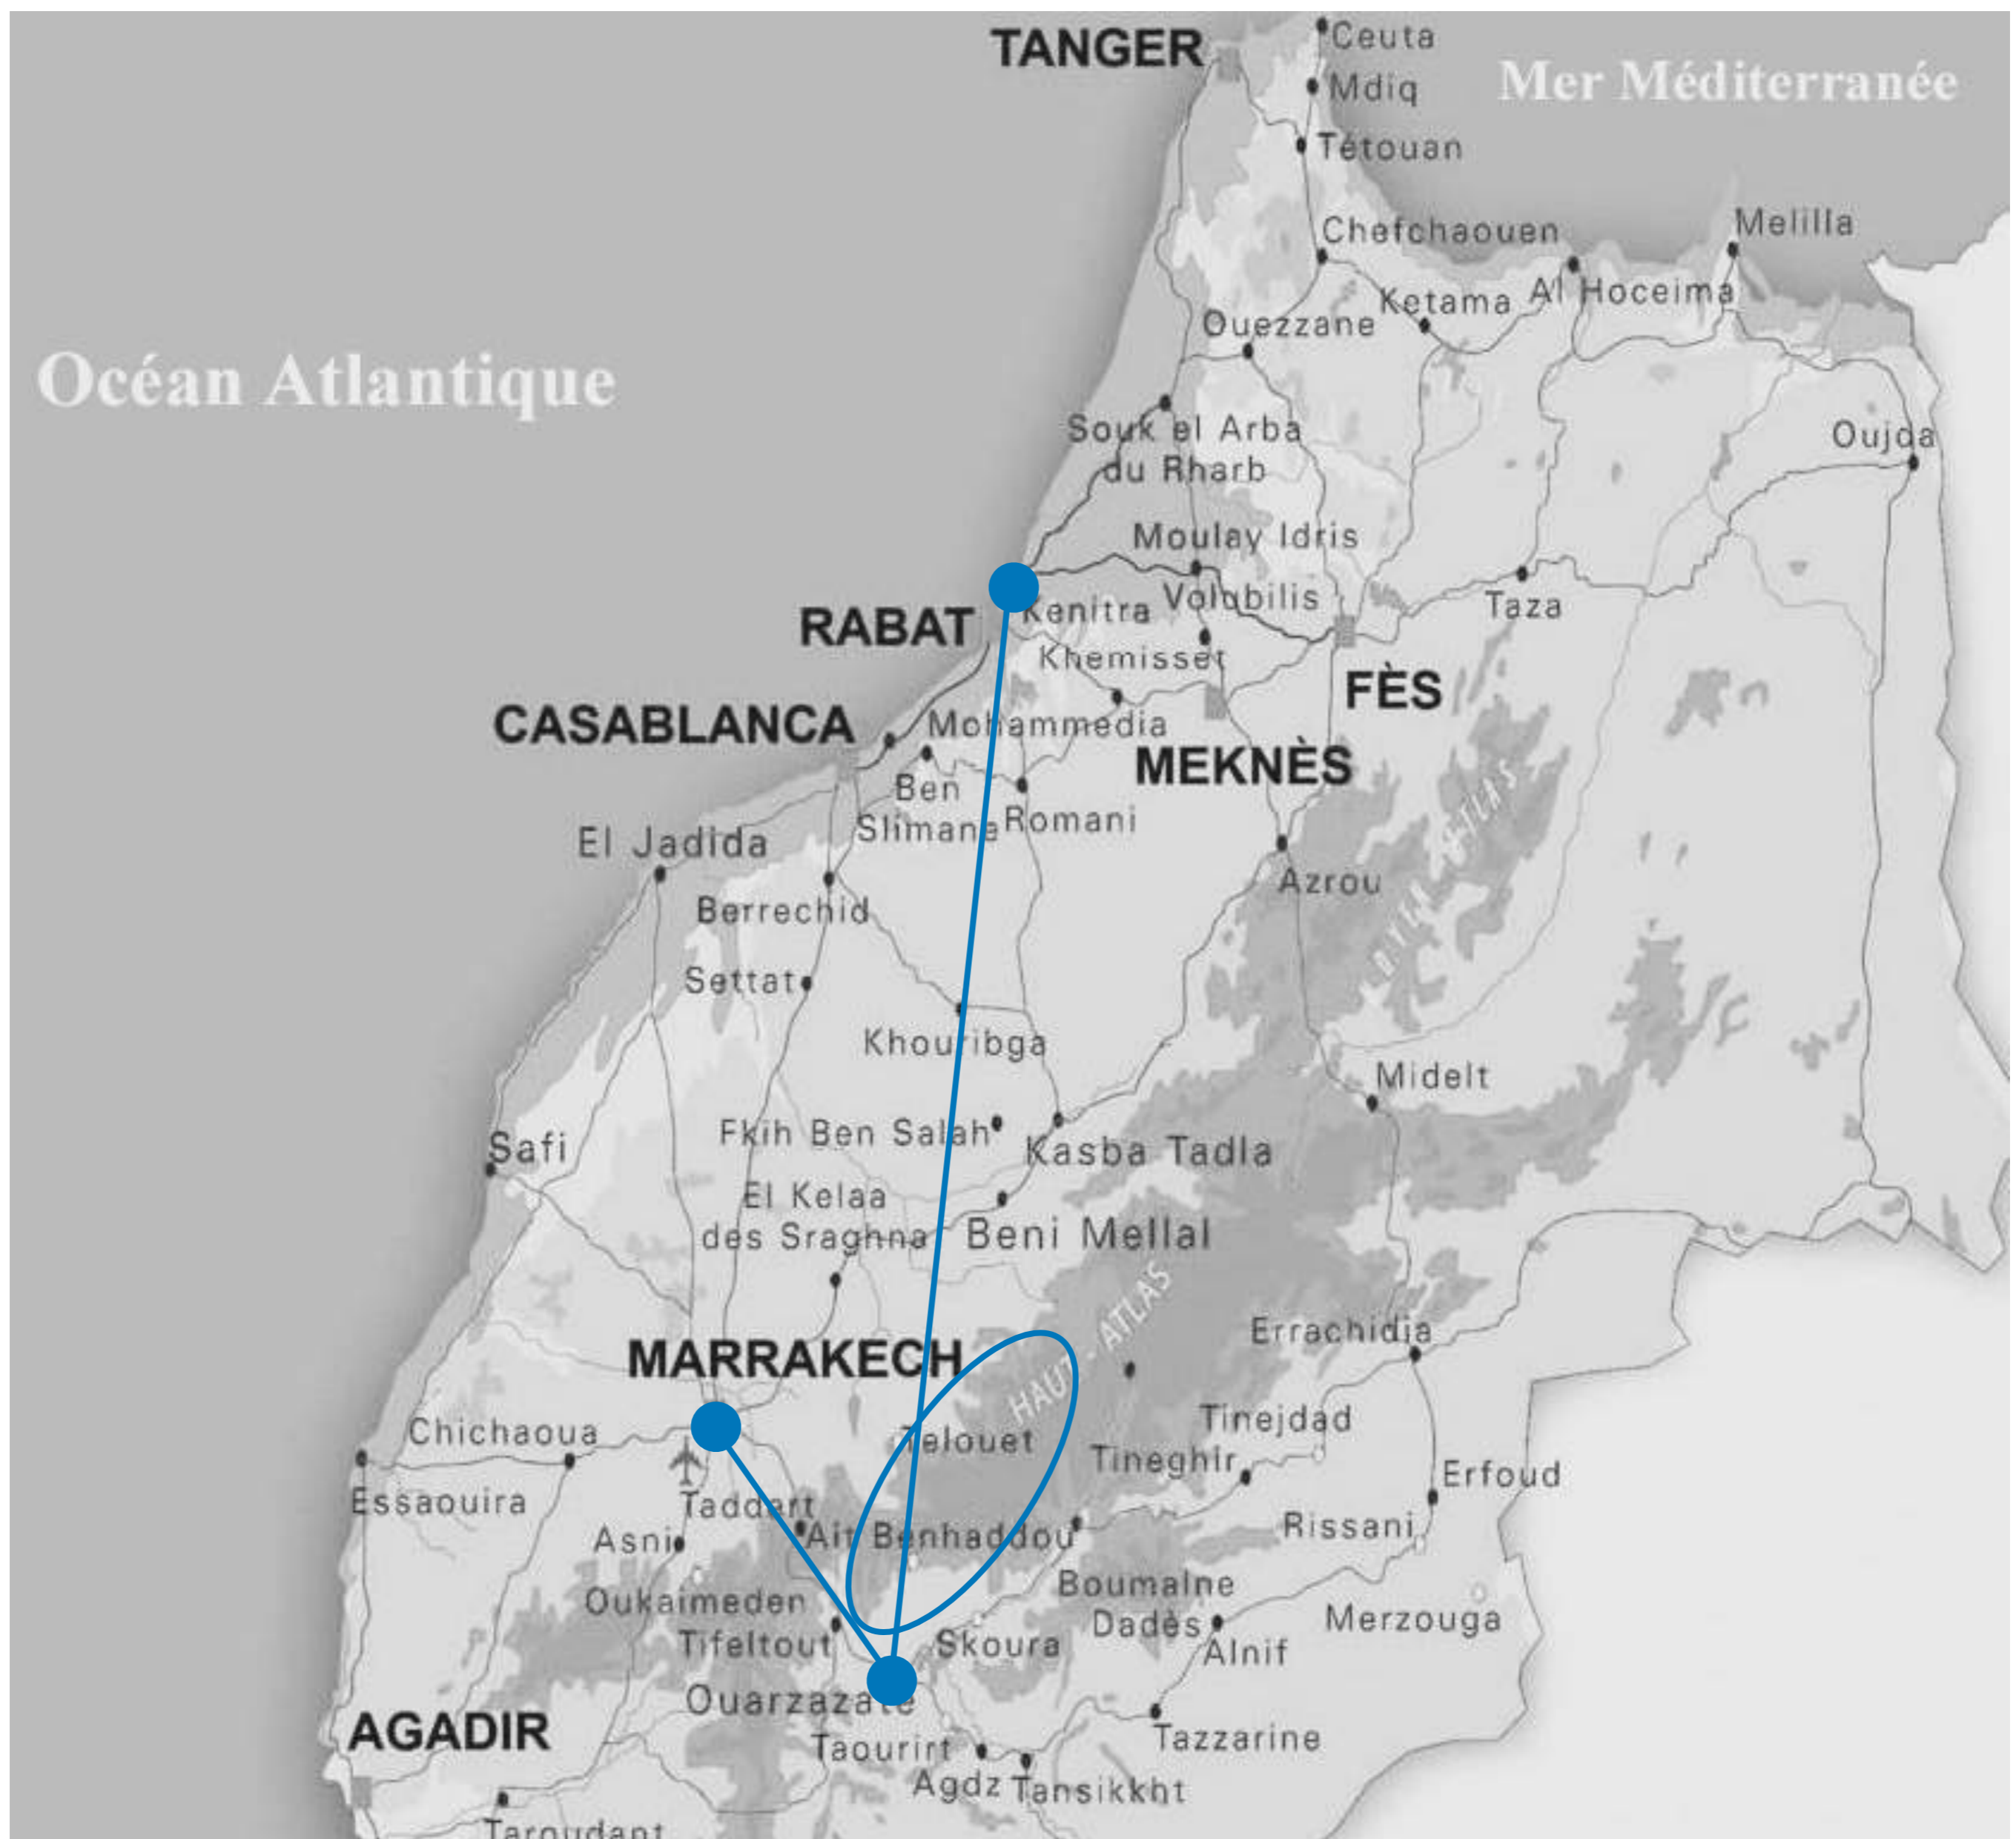 TANGER
Ceuta
Mer Méditerranée
Mdiq
Tétouan
Chefchaouen
Melilla
Ketama
Al Hoceima
Ouezzane
Océan Atlantique
Souk el Arba
du Rharb
Oujda
Moulay Idris
Volubilis
Kenitra
Taza
RABAT
Khemisset
FÈS
CASABLANCA
Mohammedia
MEKNÈS
Ben
Slimane
Romani
El Jadida
Azrou
Berrechid
Settat
Khouribga
Midelt
Fkih Ben Salah
Kasba Tadla
Safi
El Kelaa
des Sraghna
Beni Mellal
HAUT - ATLAS
MARRAKECH
Errachidia
Chichaoua
Telouet
Tinejdad
Tineghir
Erfoud
Essaouira
Taddart
Asni
Ait Benhaddou
Rissani
Oukaimeden
Boumalne
Dadès
Merzouga
Tifeltout
Skoura
Alnif
Ouarzazate
AGADIR
Taourirt
Tazzarine
Agdz
Tansikkht
Taroudant